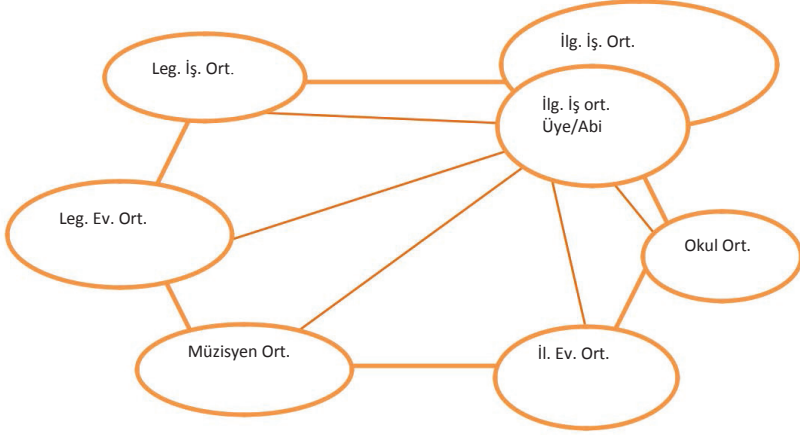 İlg. İş. Ort.
Leg. İş. Ort.
İlg. İş ort.
Üye/Abi
Leg. Ev. Ort.
Okul Ort.
Müzisyen Ort.
İl. Ev. Ort.